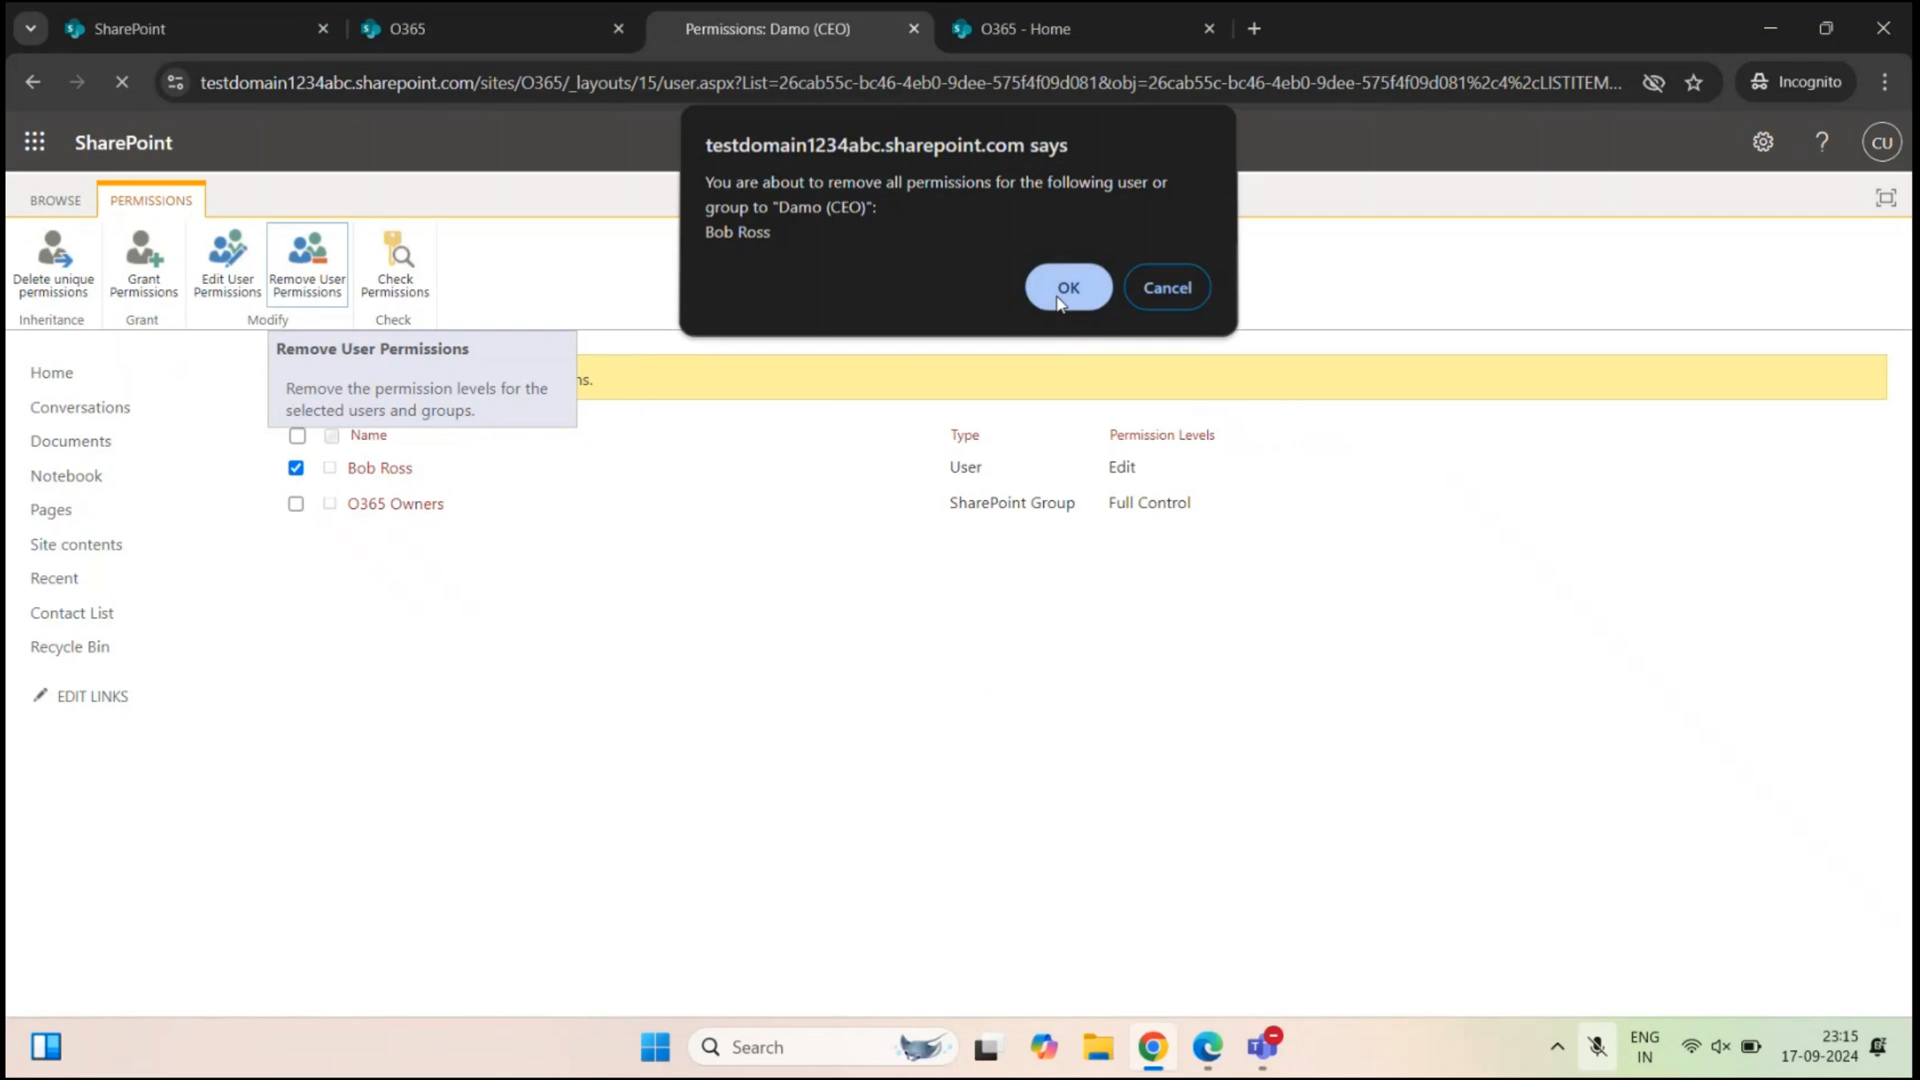 SharePoint
O365
Permissions: Damo (CEO)
O365 - Home
testdomain1234abc.sharepoint.com/sites/O365/_layouts/15/user.aspx?List=26cab55c-bc46-4eb0-9dee-575f4f09d081&obj=26cab55c-bc46-4eb0-9dee-575f4f09d081%2c4%2cLISTITEM...
Incognito
SharePoint
CU
testdomain1234abc.sharepoint.com says
You are about to remove all permissions for the following user or
group to "Damo (CEO)":
Bob Ross
OK
Cancel
BROWSE
PERMISSIONS
Delete unique
permissions
Grant
Permissions
Edit User
Permissions
Remove User
Permissions
Check
Permissions
Inheritance
Grant
Modify
Check
Remove User Permissions
Remove the permission levels for the
selected users and groups.
ns.
Home
Conversations
Documents
Notebook
Pages
Site contents
Recent
Contact List
Recycle Bin
EDIT LINKS
Name
Type
Permission Levels
Bob Ross
User
Edit
O365 Owners
SharePoint Group
Full Control
Search
ENG
IN
23:15
17-09-2024